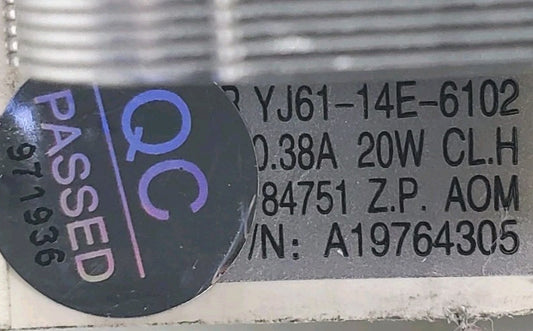 YJ61-14E-6102
0.38A 20W CL.H
/84751 Z.P. AOM
/N: A19764305
QC
PASSED
971936